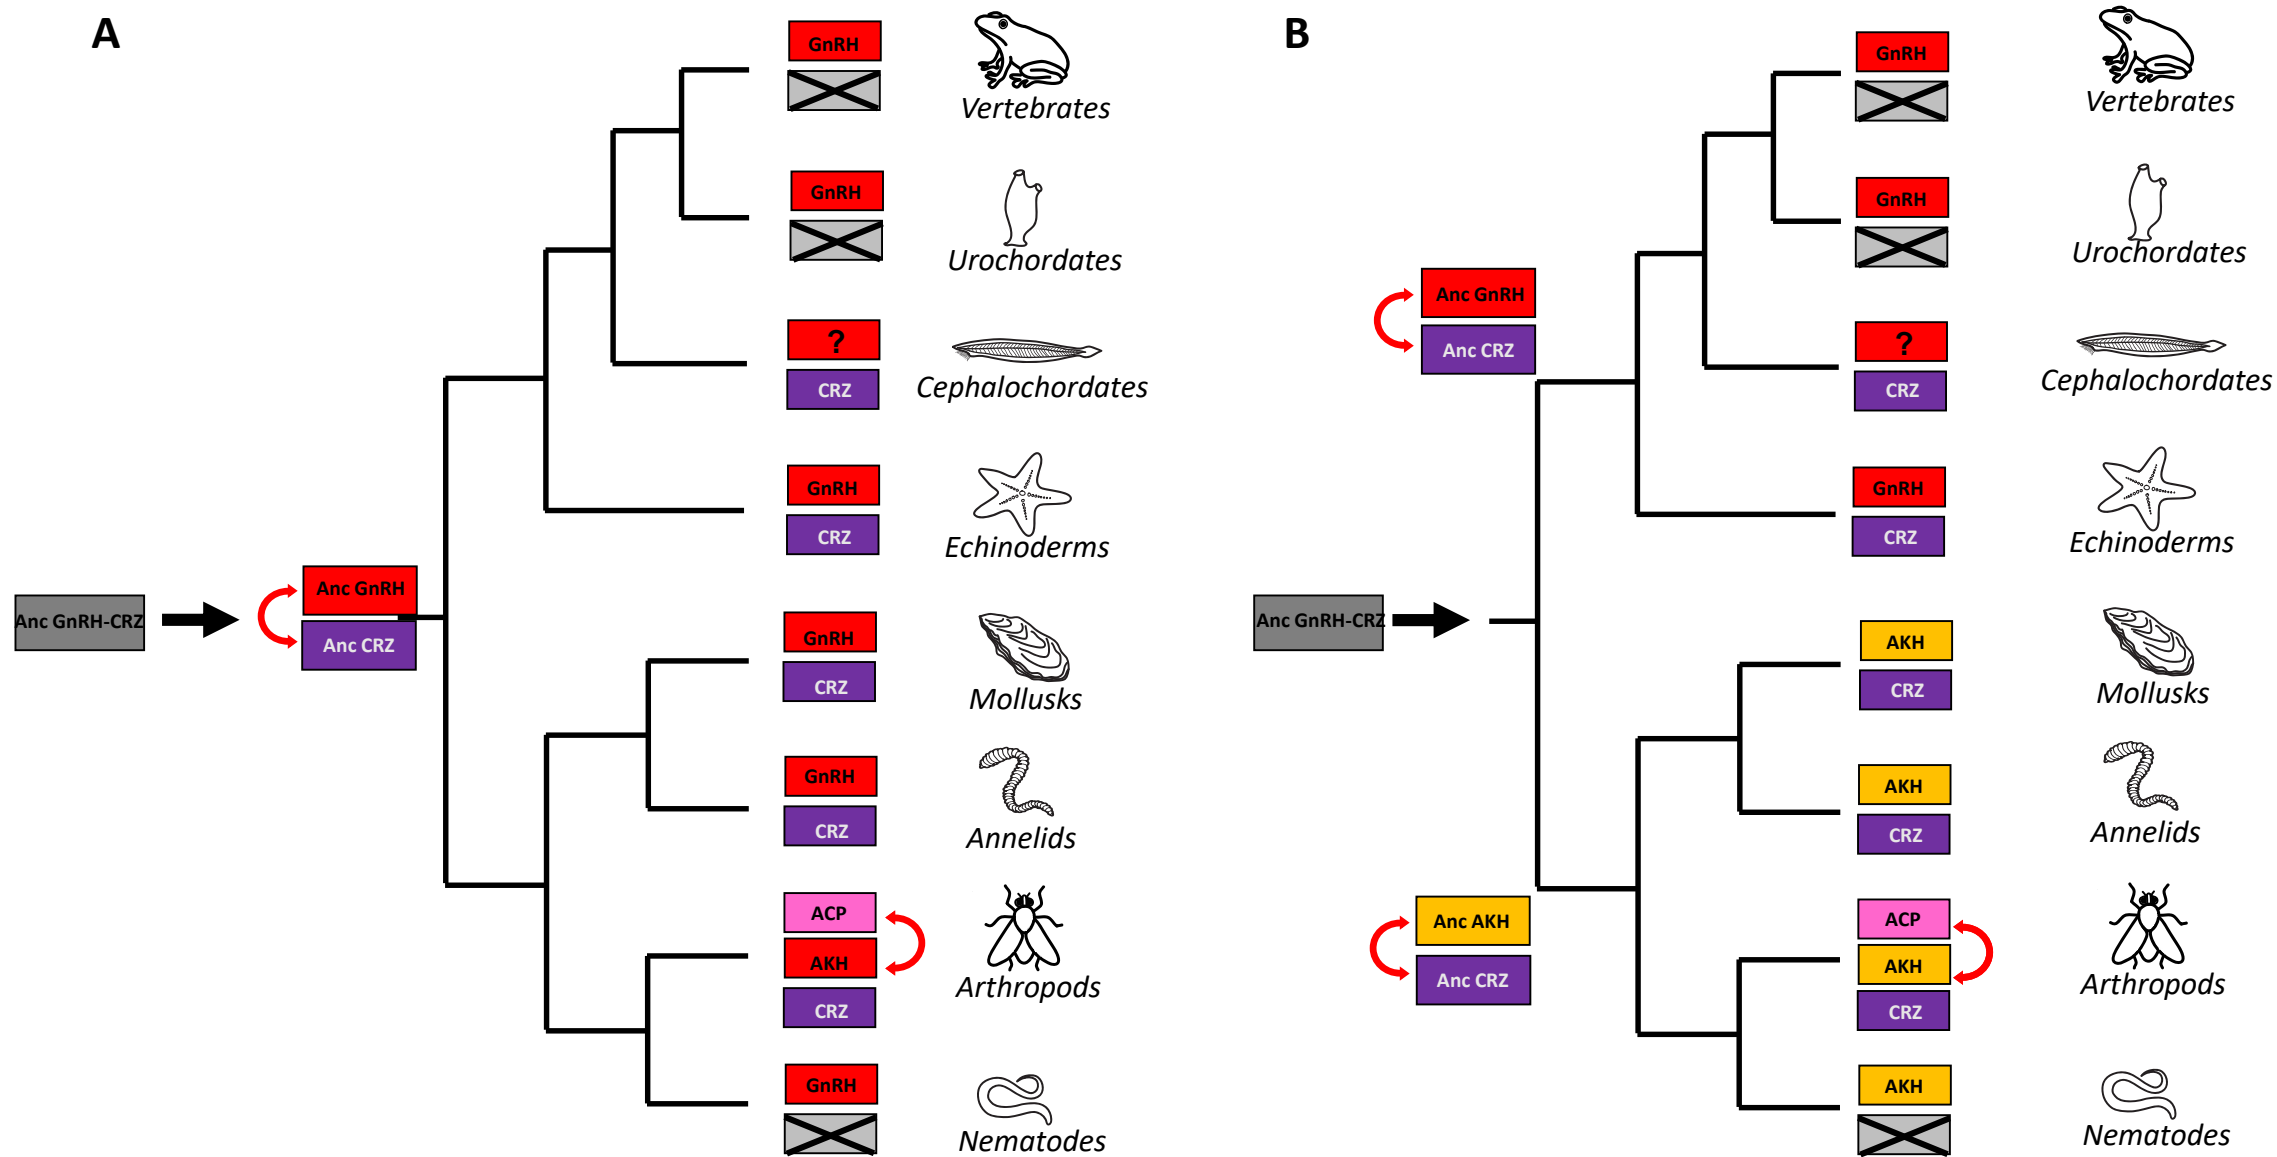 A
GnRH
Vertebrates
GnRH
Urochordates
?
CRZ
Cephalochordates
GnRH
CRZ
Echinoderms
Anc GnRH-CRZ
Anc GnRH
Anc CRZ
GnRH
CRZ
Mollusks
GnRH
CRZ
Annelids
ACP
AKH
CRZ
Arthropods
GnRH
Nematodes
B
GnRH
Vertebrates
GnRH
Urochordates
Anc GnRH
Anc CRZ
?
CRZ
Cephalochordates
GnRH
CRZ
Echinoderms
Anc GnRH-CRZ
AKH
CRZ
Mollusks
AKH
CRZ
Annelids
Anc AKH
Anc CRZ
ACP
AKH
CRZ
Arthropods
AKH
Nematodes